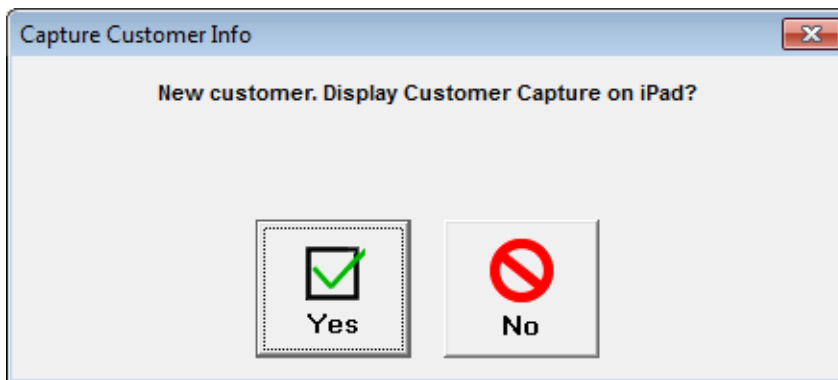 Capture Customer Info
New customer. Display Customer Capture on iPad?
Yes
No